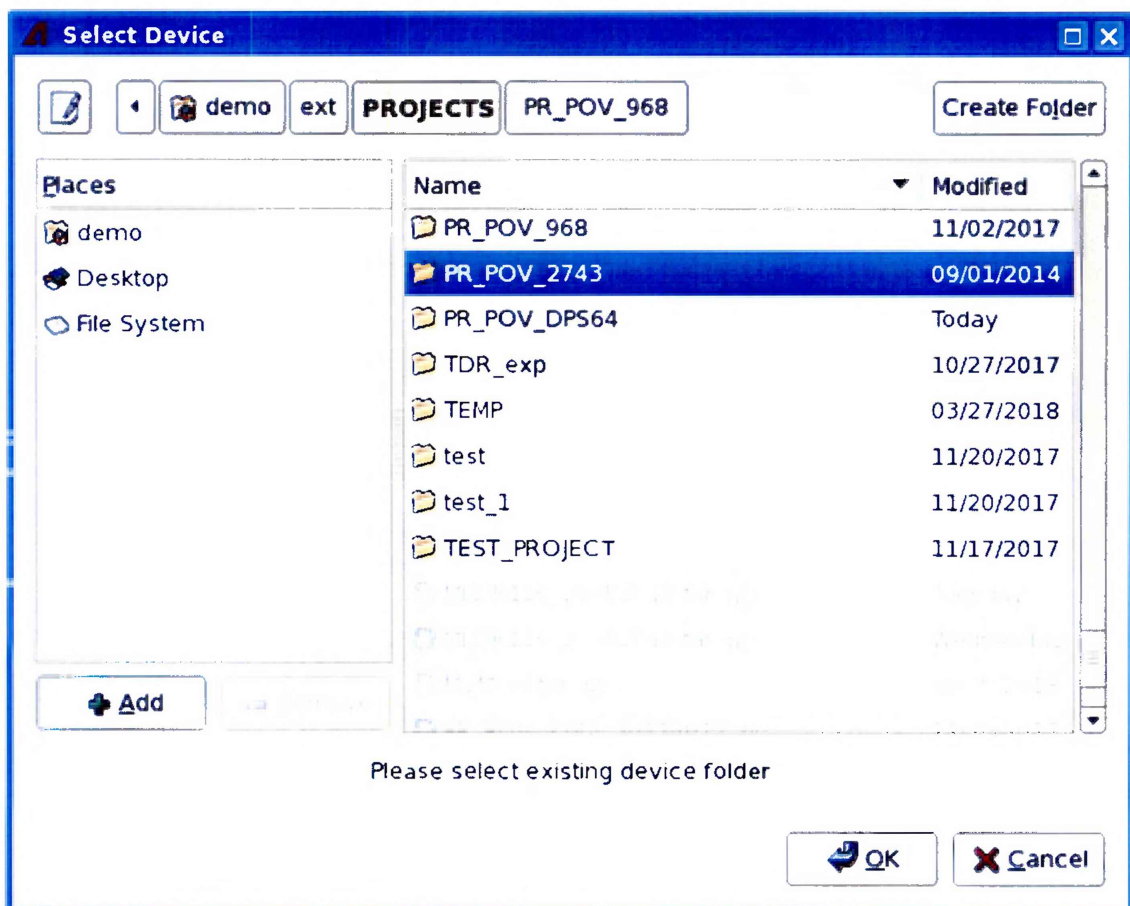 Select Device
demo ext PROJECTS PR_POV_968 Create Folder
Places
demo
Desktop
File System
Name Modified
PR_POV_968 11/02/2017
PR_POV_2743 09/01/2014
PR_POV_DPS64 Today
TDR_exp 10/27/2017
TEMP 03/27/2018
test 11/20/2017
test_1 11/20/2017
TEST_PROJECT 11/17/2017
Add
Please select existing device folder
OK Cancel